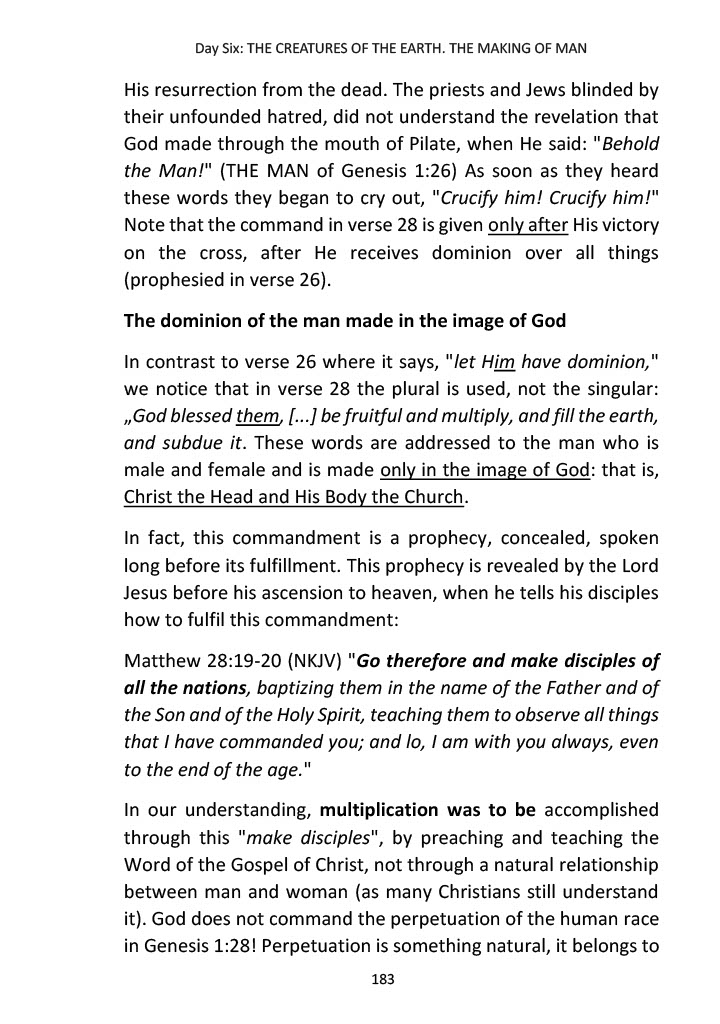 Day Six: THE CREATURES OF THE EARTH. THE MAKING OF MAN
His resurrection from the dead. The priests and Jews blinded by
their unfounded hatred, did not understand the revelation that
God made through the mouth of Pilate, when He said: "Behold
the Man!" (THE MAN of Genesis 1:26) As soon as they heard
these words they began to cry out, "Crucify him! Crucify him!"
Note that the command in verse 28 is given only after His victory
on the cross, after He receives dominion over all things
(prophesied in verse 26).
The dominion of the man made in the image of God
In contrast to verse 26 where it says, "let Him have dominion,"
we notice that in verse 28 the plural is used, not the singular:
„God blessed them, [...] be fruitful and multiply, and fill the earth,
and subdue it. These words are addressed to the man who is
male and female and is made only in the image of God: that is,
Christ the Head and His Body the Church.
In fact, this commandment is a prophecy, concealed, spoken
long before its fulfillment. This prophecy is revealed by the Lord
Jesus before his ascension to heaven, when he tells his disciples
how to fulfil this commandment:
Matthew 28:19-20 (NKJV) "Go therefore and make disciples of
all the nations, baptizing them in the name of the Father and of
the Son and of the Holy Spirit, teaching them to observe all things
that I have commanded you; and lo, I am with you always, even
to the end of the age."
In our understanding, multiplication was to be accomplished
through this "make disciples", by preaching and teaching the
Word of the Gospel of Christ, not through a natural relationship
between man and woman (as many Christians still understand
it). God does not command the perpetuation of the human race
in Genesis 1:28! Perpetuation is something natural, it belongs to
183